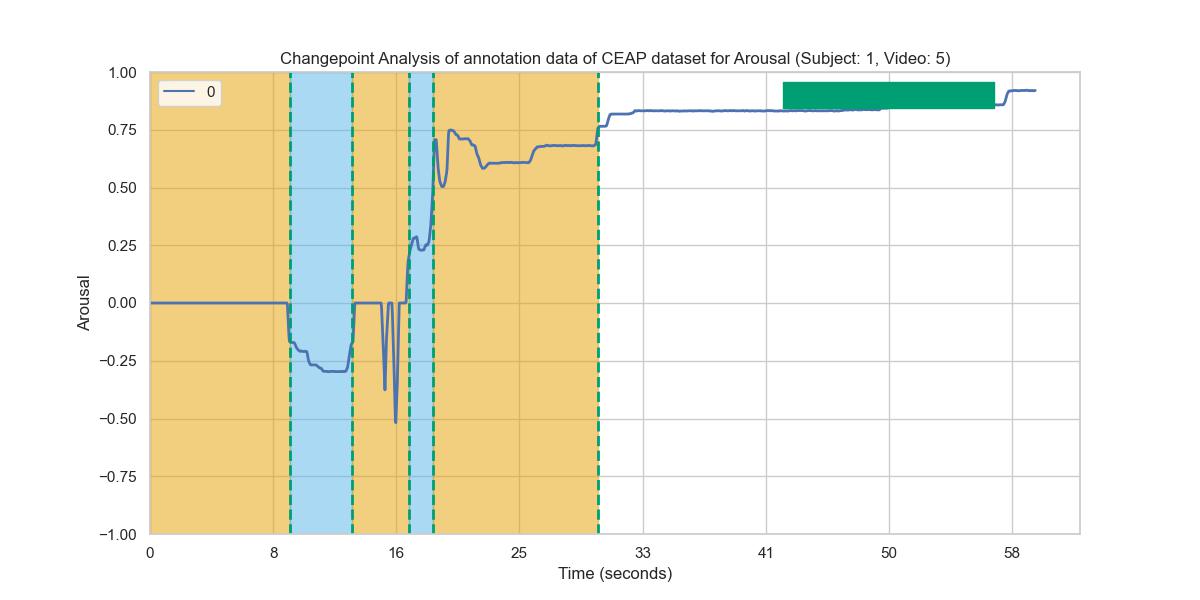 Changepoint Analysis of annotation data of CEAP dataset for Arousal (Subject: 1, Video: 5)
0
1.00
0.75
0.50
0.25
0.00
−0.25
−0.50
−0.75
−1.00
Arousal
0 8 16 25 33 41 50 58
Time (seconds)